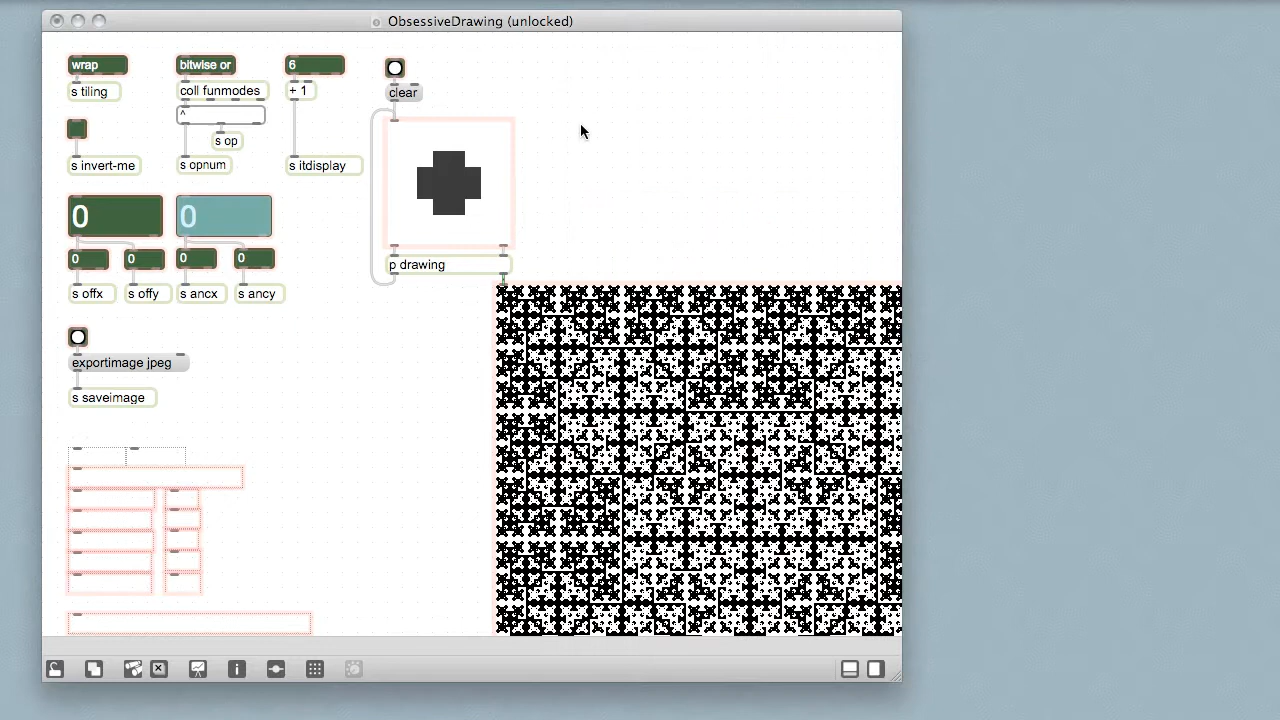 ObsessiveDrawing (unlocked)
wrap
bitwise or
6
s tiling
coll funmodes
+ 1
clear
^
s op
s invert-me
s opnum
s itdisplay
0
0
0
0
0
0
p drawing
s offx
s offy
s ancx
s ancy
exportimage jpeg
s saveimage